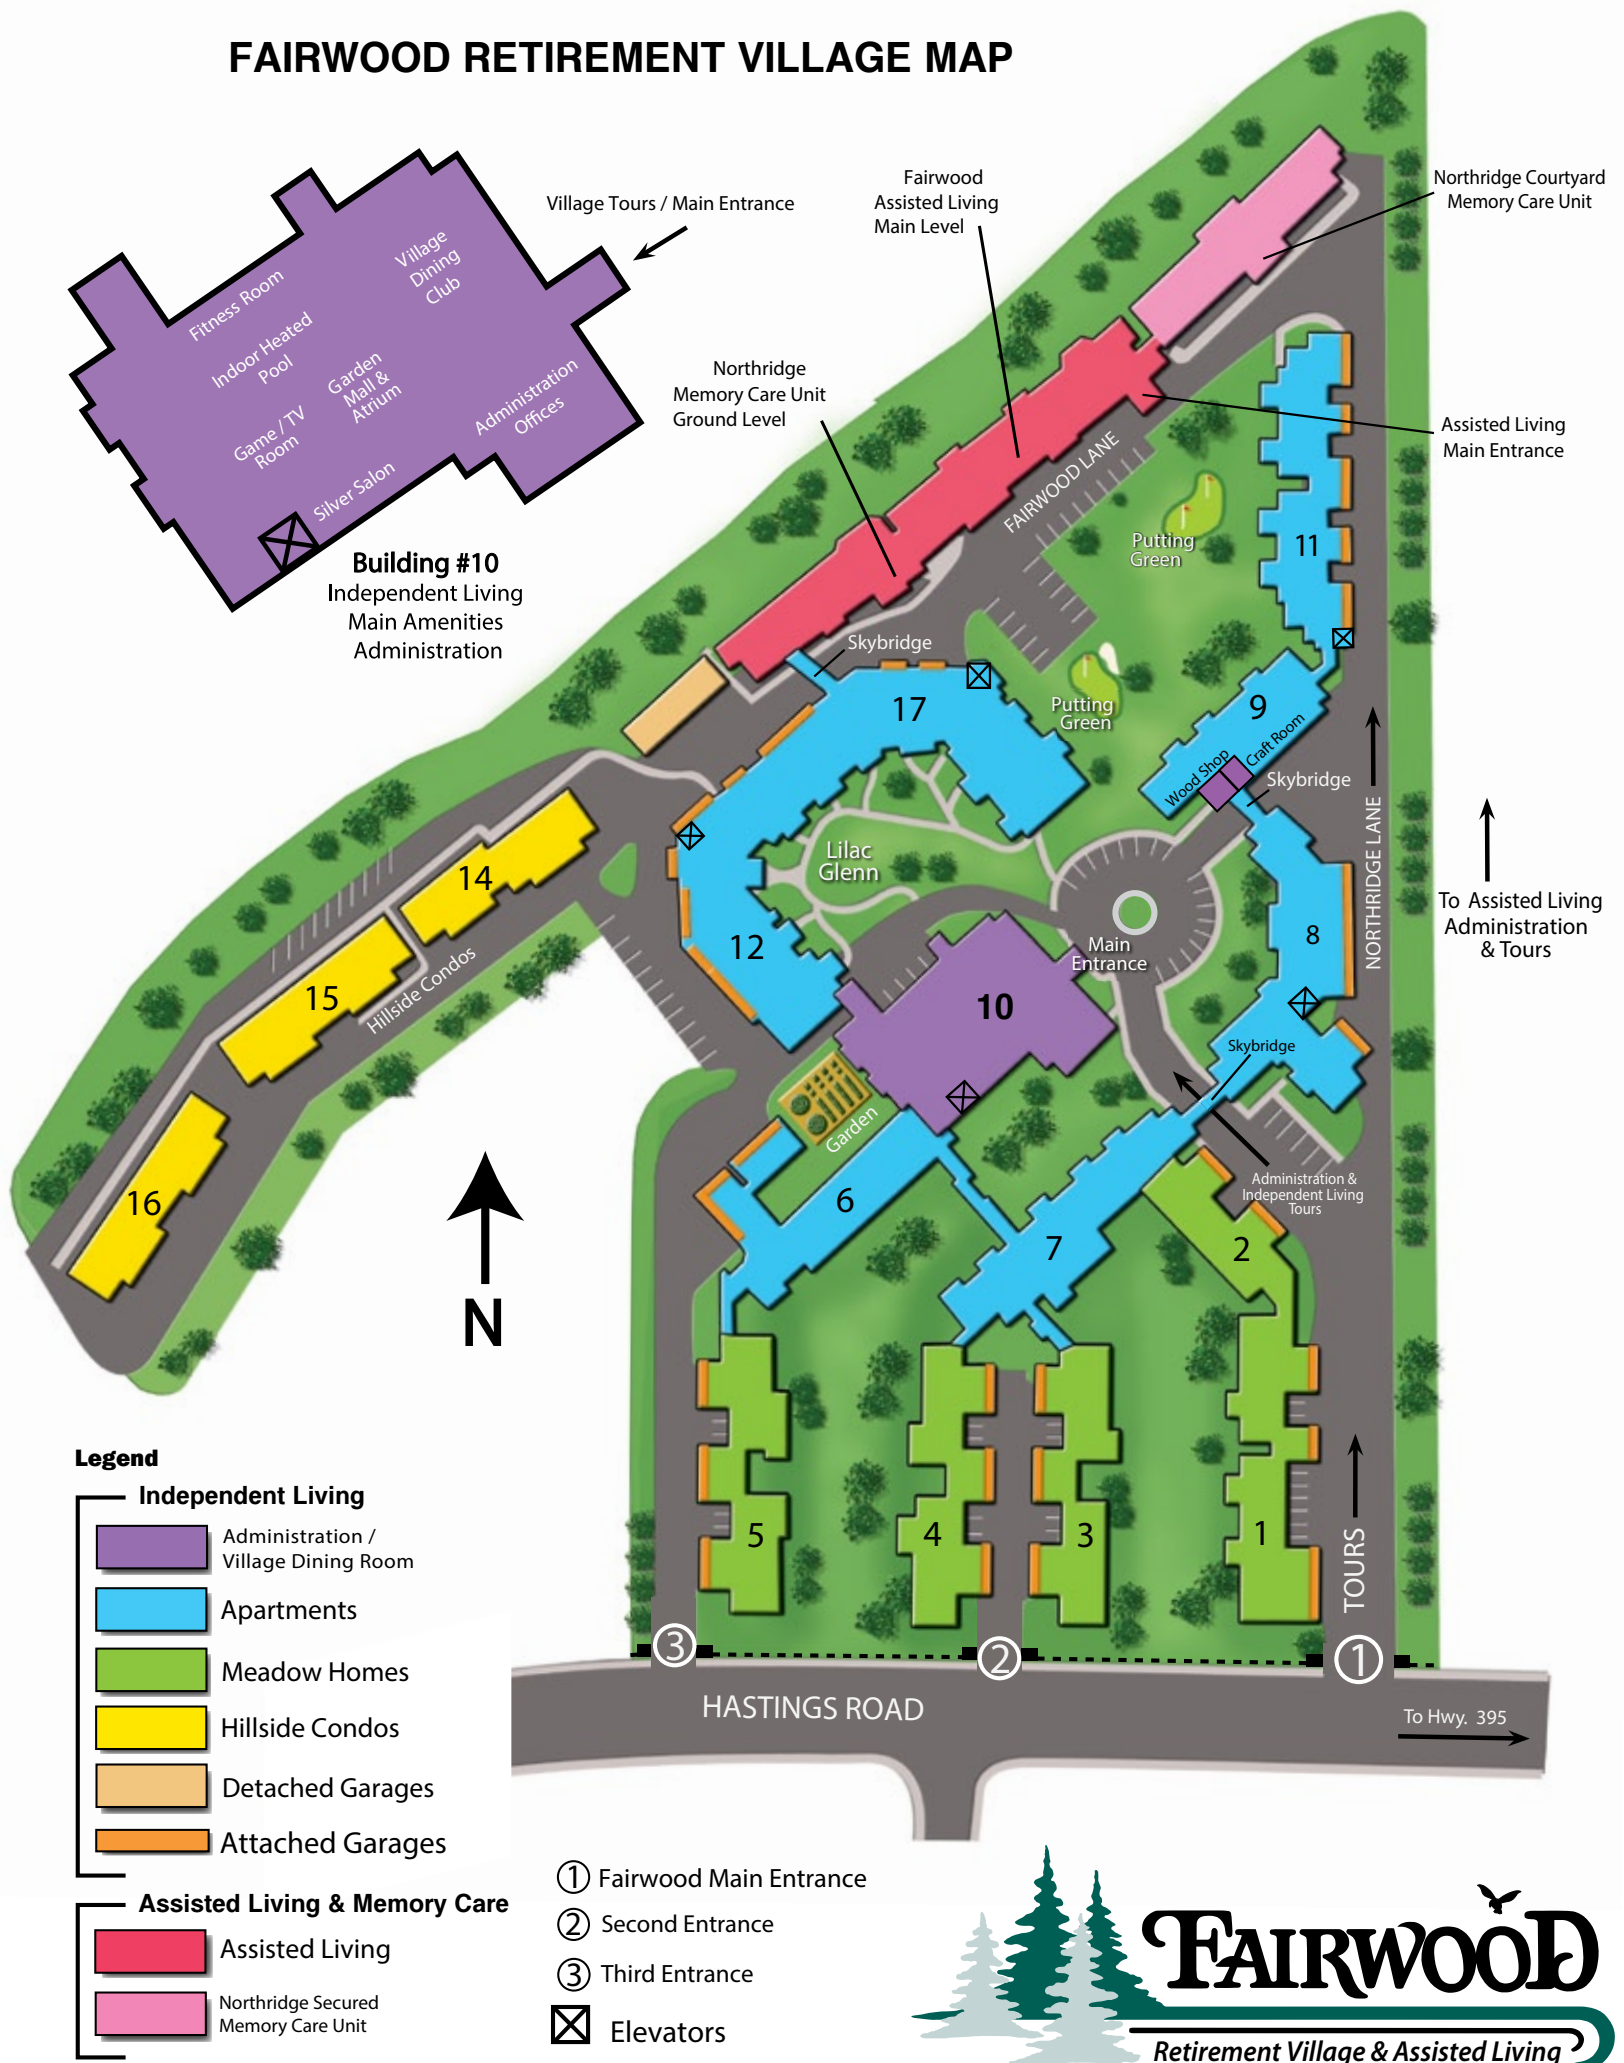 FAIRWOOD RETIREMENT VILLAGE MAP
Village Tours / Main Entrance
Fitness Room
Village
Dining
Club
Indoor Heated
Pool
Garden
Mall &
Atrium
Game / TV
Room
Administration
Offices
Silver Salon
Building #10
Independent Living
Main Amenities
Administration
Fairwood
Assisted Living
Main Level
Northridge Courtyard
Memory Care Unit
Northridge
Memory Care Unit
Ground Level
Assisted Living
Main Entrance
FAIRWOOD LANE
Putting
Green
11
Skybridge
17
Putting
Green
9
Craft Room
Wood Shop
Skybridge
NORTHRIDGE LANE
To Assisted Living
Administration
& Tours
Lilac
Glenn
14
12
8
Main
Entrance
15
Hillside Condos
10
Skybridge
Garden
16
6
7
2
Administration &
Independent Living
Tours
N
5
4
3
1
TOURS
3
2
1
HASTINGS ROAD
To Hwy. 395
Legend
Independent Living
Administration /
Village Dining Room
Apartments
Meadow Homes
Hillside Condos
Detached Garages
Attached Garages
Assisted Living & Memory Care
Assisted Living
Northridge Secured
Memory Care Unit
1 Fairwood Main Entrance
2 Second Entrance
3 Third Entrance
Elevators
FAIRWOOD
Retirement Village & Assisted Living